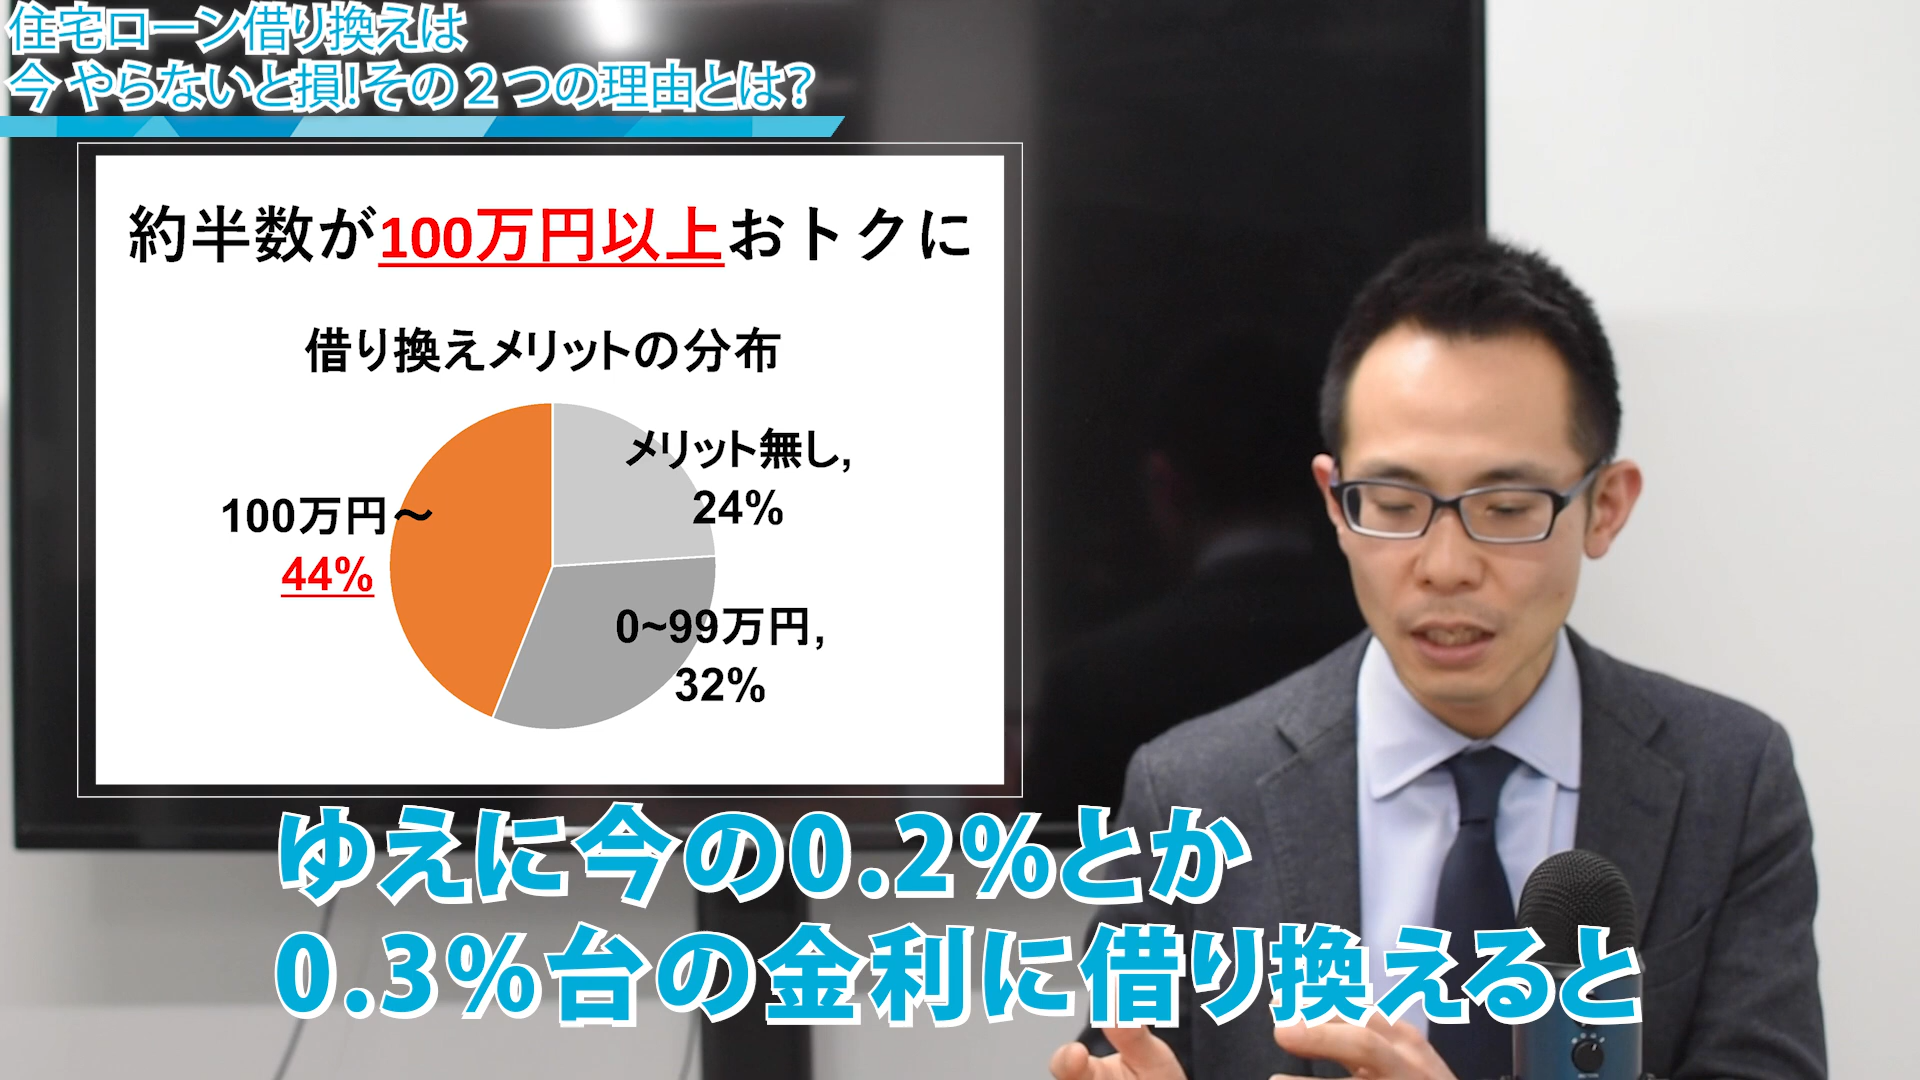 住宅ローン借り換えは
今やらないと損!その2つの理由とは?
約半数が100万円以上おトクに
借り換えメリットの分布
メリット無し,
24%
100万円～
44%
0~99万円,
32%
ゆえに今の0.2%とか
0.3%台の金利に借り換えると